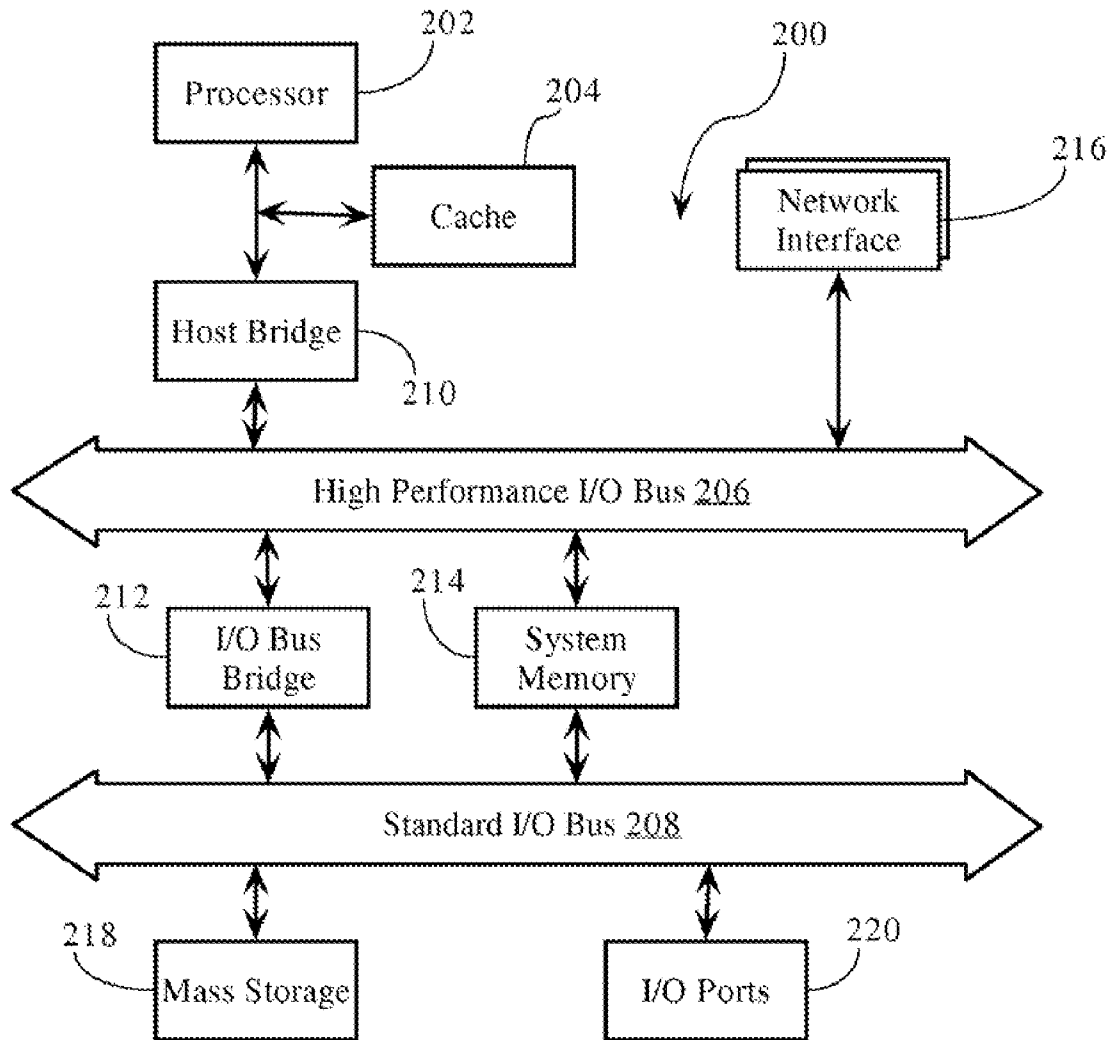 202
200
Processor
204
216
Cache
Network
Interface
Host Bridge
210
High Performance I/O Bus 206
212
214
I/O Bus
Bridge
System
Memory
Standard I/O Bus 208
218
220
Mass Storage
I/O Ports